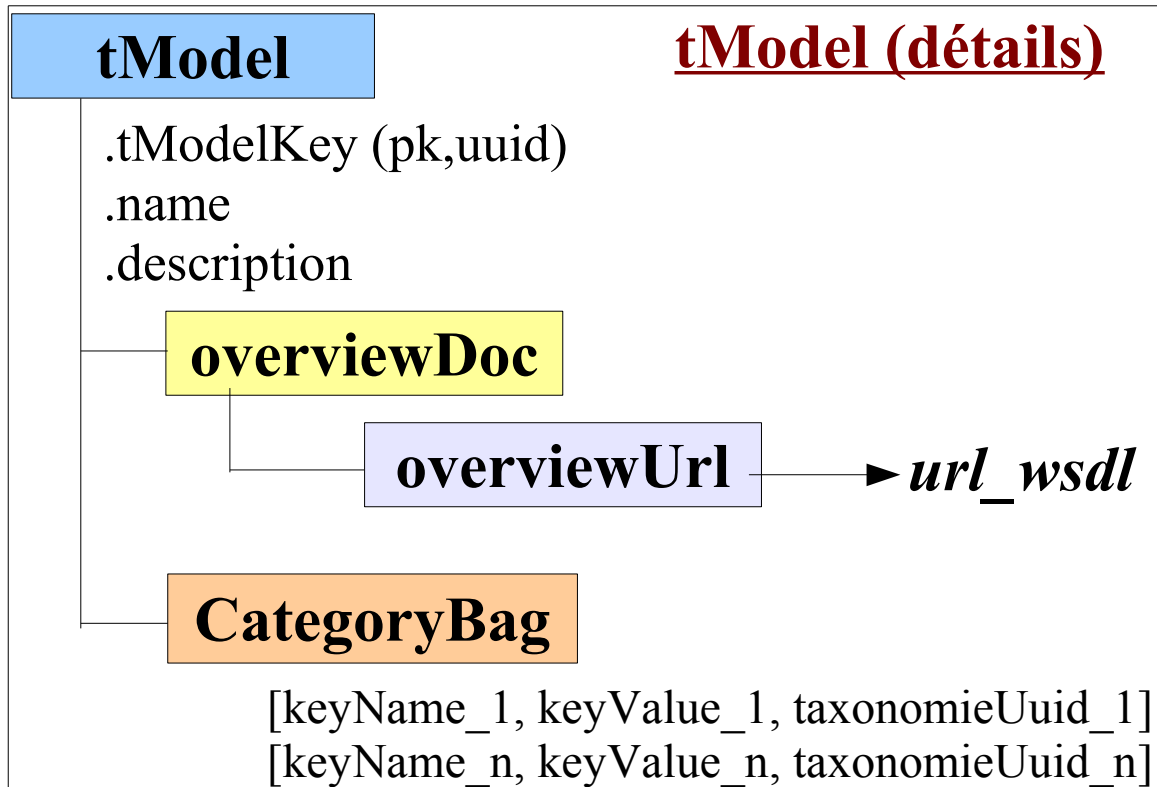 tModel
tModel (détails)
.tModelKey (pk,uuid)
.name
.description
overviewDoc
overviewUrl
url_wsdl
CategoryBag
[keyName_1, keyValue_1, taxonomieUuid_1]
[keyName_n, keyValue_n, taxonomieUuid_n]